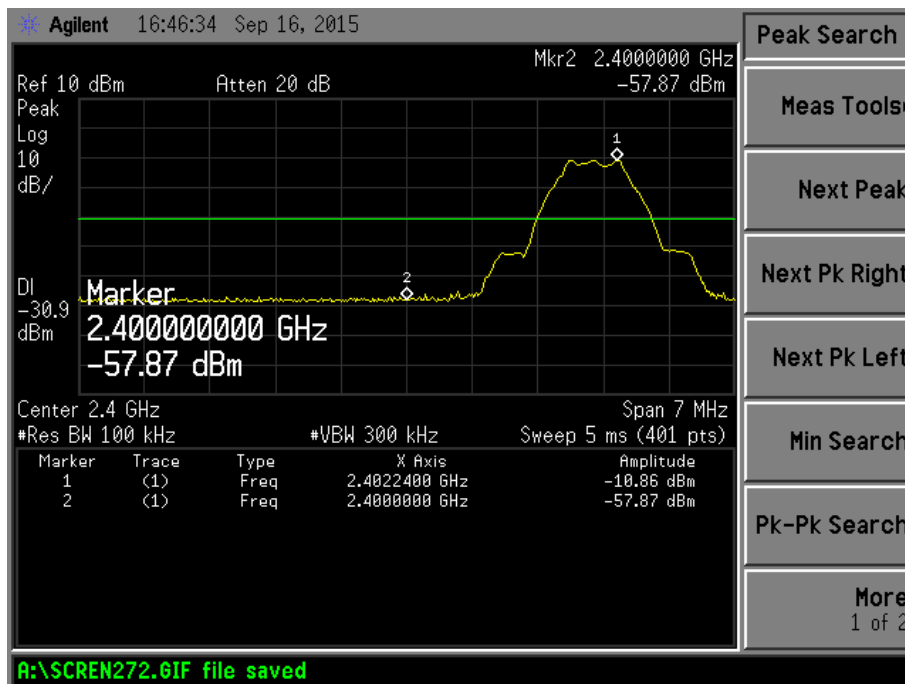 Agilent 16:46:34 Sep 16, 2015
Mkr2 2.4000000 GHz
Ref 10 dBm Atten 20 dB -57.87 dBm
Peak
Log
10
dB/
1
2
DI
-30.9
dBm
Marker
2.400000000 GHz
-57.87 dBm
Center 2.4 GHz Span 7 MHz
#Res BW 100 kHz #VBW 300 kHz Sweep 5 ms (401 pts)
Marker Trace Type X Axis Amplitude
1 (1) Freq 2.4022400 GHz -10.86 dBm
2 (1) Freq 2.4000000 GHz -57.87 dBm
A:\SCREN272.GIF file saved
Peak Search
Meas Tools
Next Peak
Next Pk Right
Next Pk Left
Min Search
Pk-Pk Search
More
1 of 2